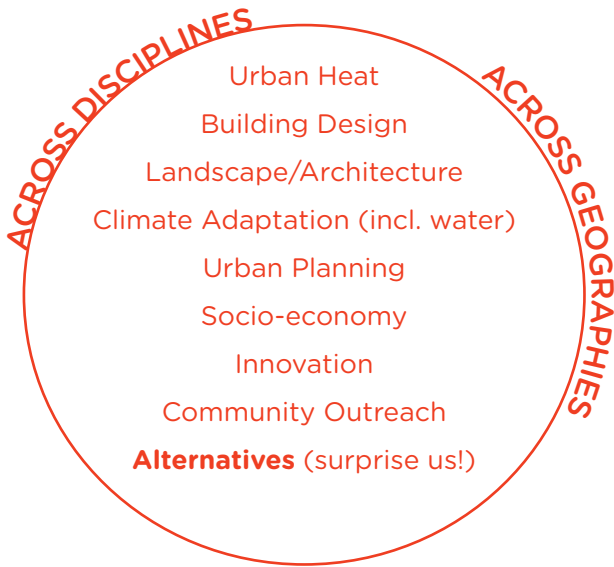 ACROSS DISCIPLINES
ACROSS GEOGRAPHIES
Urban Heat
Building Design
Landscape/Architecture
Climate Adaptation (incl. water)
Urban Planning
Socio-economy
Innovation
Community Outreach
Alternatives (surprise us!)